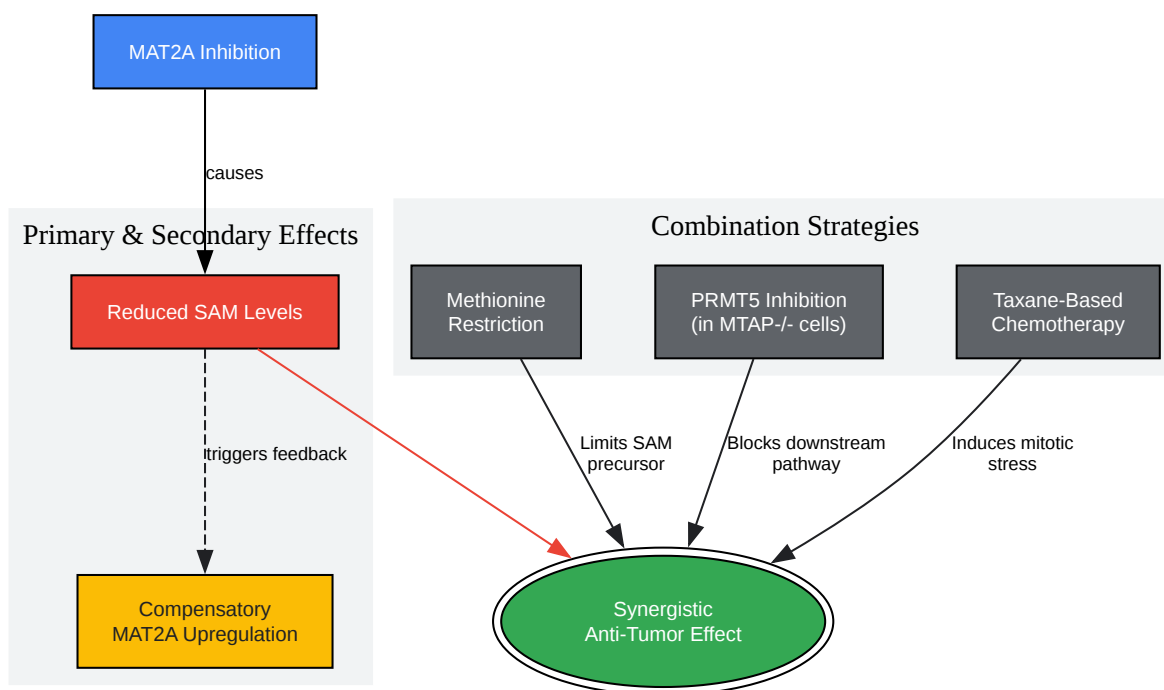 MAT2A Inhibition
causes
Primary & Secondary Effects
Reduced SAM Levels
triggers feedback
Compensatory
MAT2A Upregulation
Combination Strategies
Methionine
Restriction
PRMT5 Inhibition
(in MTAP-/- cells)
Taxane-Based
Chemotherapy
Limits SAM
precursor
Blocks downstream
pathway
Induces mitotic
stress
Synergistic
Anti-Tumor Effect